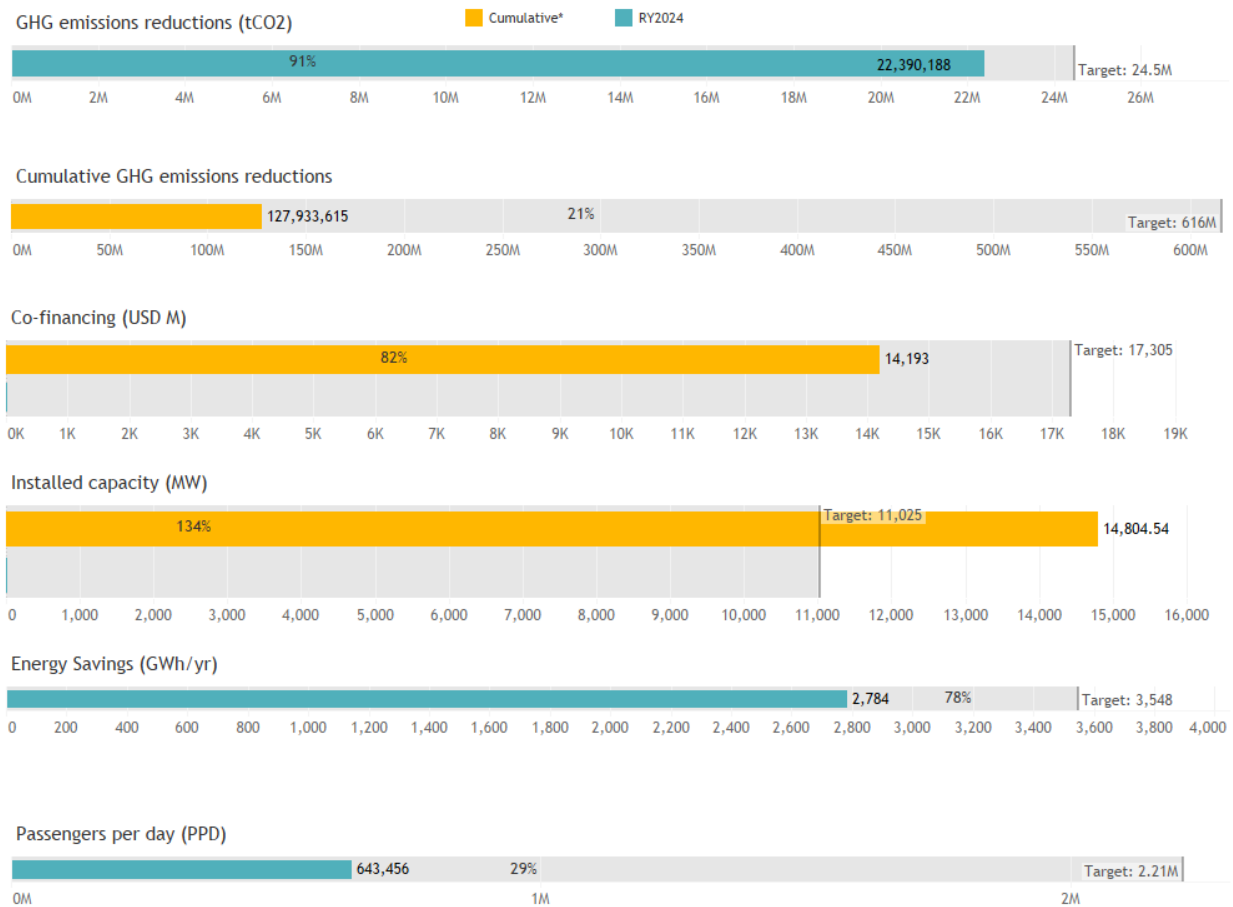 GHG emissions reductions (tCO2)
Cumulative* RY2024
91% 22,390,188 Target: 24.5M
0M 2M 4M 6M 8M 10M 12M 14M 16M 18M 20M 22M 24M 26M
Cumulative GHG emissions reductions
127,933,615 21% Target: 616M
0M 50M 100M 150M 200M 250M 300M 350M 400M 450M 500M 550M 600M
Co-financing (USD M)
82% 14,193 Target: 17,305
0K 1K 2K 3K 4K 5K 6K 7K 8K 9K 10K 11K 12K 13K 14K 15K 16K 17K 18K 19K
Installed capacity (MW)
134% Target: 11,025 14,804.54
0 1,000 2,000 3,000 4,000 5,000 6,000 7,000 8,000 9,000 10,000 11,000 12,000 13,000 14,000 15,000 16,000
Energy Savings (GWh/yr)
2,784 78% Target: 3,548
0 200 400 600 800 1,000 1,200 1,400 1,600 1,800 2,000 2,200 2,400 2,600 2,800 3,000 3,200 3,400 3,600 3,800 4,000
Passengers per day (PPD)
643,456 29% Target: 2.21M
0M 1M 2M